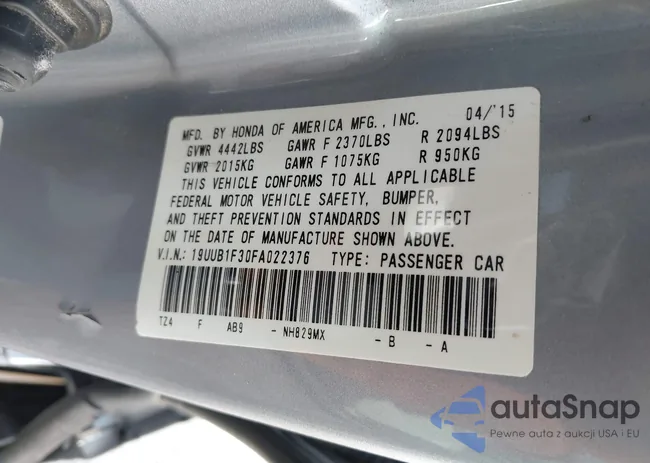 MFD. BY HONDA OF AMERICA MFG., INC. 04/'15
GVWR 4442LBS GAWR F 2370LBS R 2094LBS
GVWR 2015KG GAWR F 1075KG R 950KG
THIS VEHICLE CONFORMS TO ALL APPLICABLE
FEDERAL MOTOR VEHICLE SAFETY, BUMPER,
AND THEFT PREVENTION STANDARDS IN EFFECT
ON THE DATE OF MANUFACTURE SHOWN ABOVE.
V.I.N.: 19UUB1F30FA022376 TYPE: PASSENGER CAR
TZ4 F AB9 - NH829MX - B - A
autoSnap
Pewne auta z aukcji USA i EU